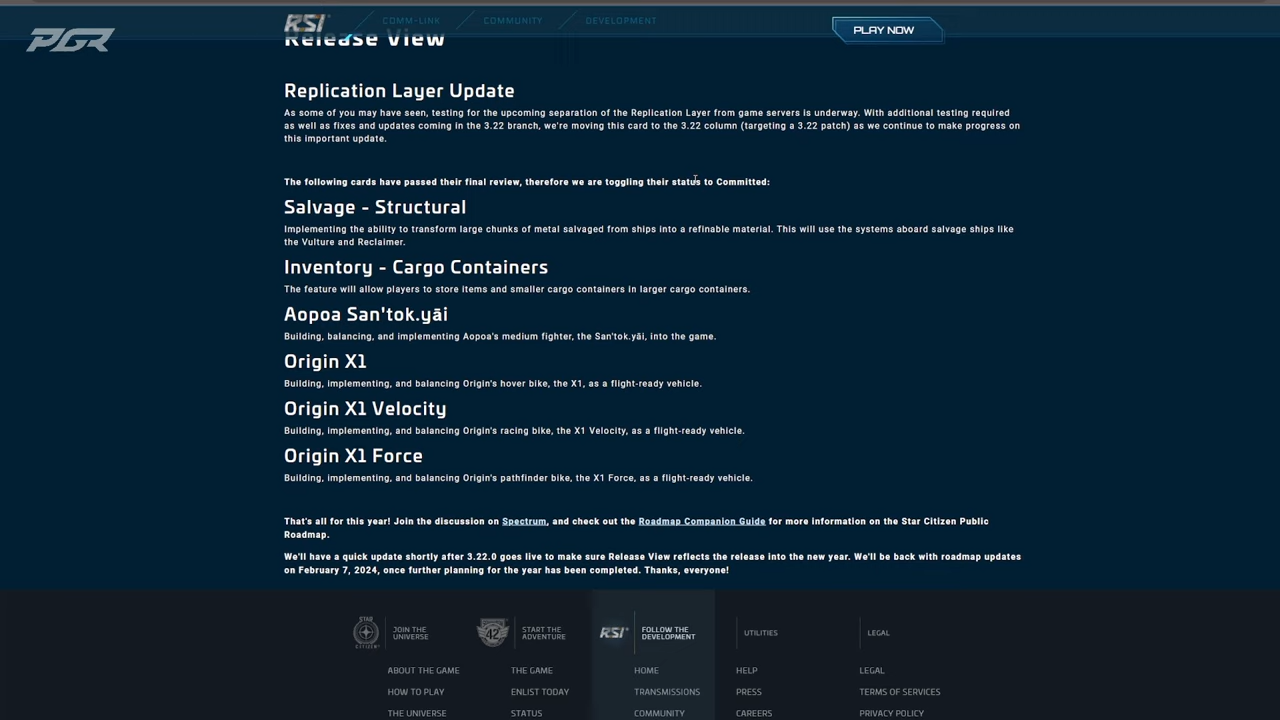 PGR
RSI
COMM-LINK
COMMUNITY
DEVELOPMENT
PLAY NOW
Release View
Replication Layer Update
As some of you may have seen, testing for the upcoming separation of the Replication Layer from game servers is underway. With additional testing required
as well as fixes and updates coming in the 3.22 branch, we're moving this card to the 3.22 column (targeting a 3.22 patch) as we continue to make progress on
this important update.
The following cards have passed their final review, therefore we are toggling their status to Committed:
Salvage - Structural
Implementing the ability to transform large chunks of metal salvaged from ships into a refinable material. This will use the systems aboard salvage ships like
the Vulture and Reclaimer.
Inventory - Cargo Containers
The feature will allow players to store items and smaller cargo containers in larger cargo containers.
Aopoa San'tok.yāi
Building, balancing, and implementing Aopoa's medium fighter, the San'tok.yāi, into the game.
Origin X1
Building, implementing, and balancing Origin's hover bike, the X1, as a flight-ready vehicle.
Origin X1 Velocity
Building, implementing, and balancing Origin's racing bike, the X1 Velocity, as a flight-ready vehicle.
Origin X1 Force
Building, implementing, and balancing Origin's pathfinder bike, the X1 Force, as a flight-ready vehicle.
That's all for this year! Join the discussion on Spectrum, and check out the Roadmap Companion Guide for more information on the Star Citizen Public
Roadmap.
We'll have a quick update shortly after 3.22.0 goes live to make sure Release View reflects the release into the new year. We'll be back with roadmap updates
on February 7, 2024, once further planning for the year has been completed. Thanks, everyone!
STAR
CITIZEN
JOIN THE
UNIVERSE
ABOUT THE GAME
HOW TO PLAY
THE UNIVERSE
42
START THE
ADVENTURE
THE GAME
ENLIST TODAY
STATUS
RSI
FOLLOW THE
DEVELOPMENT
HOME
TRANSMISSIONS
COMMUNITY
UTILITIES
HELP
PRESS
CAREERS
LEGAL
LEGAL
TERMS OF SERVICES
PRIVACY POLICY